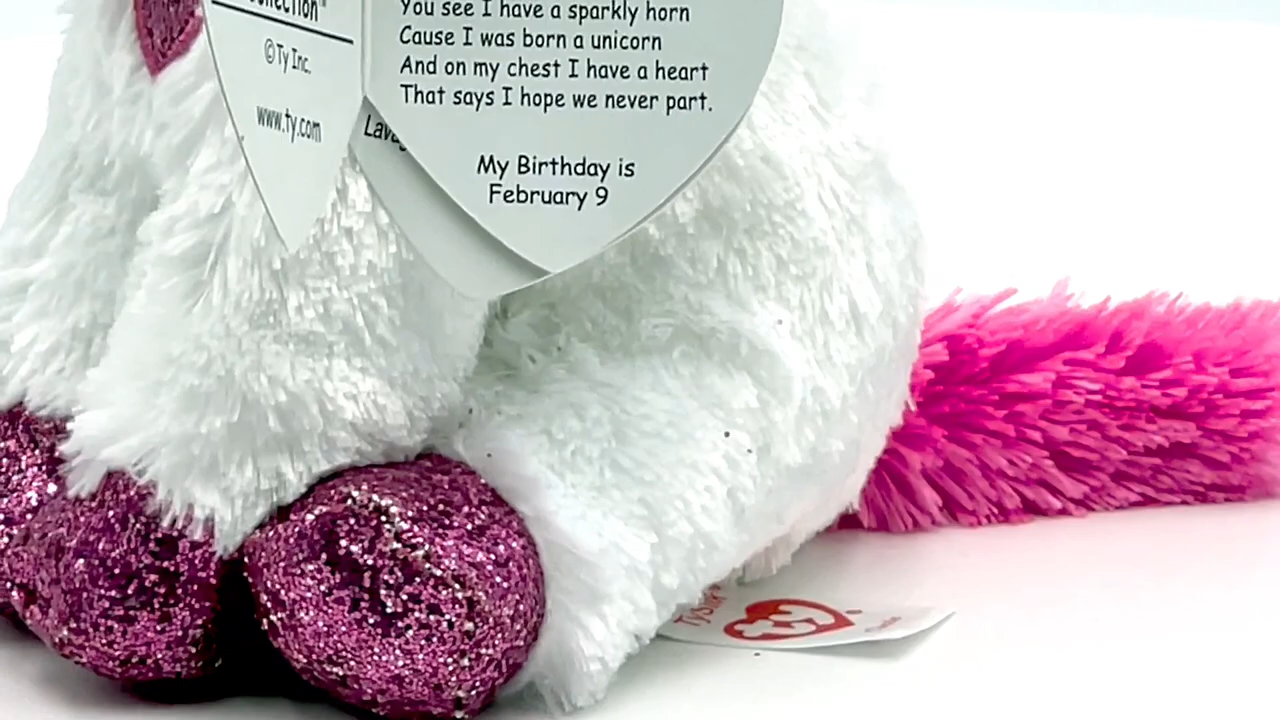 ©Ty Inc.
www.ty.com
You see I have a sparkly horn
Cause I was born a unicorn
And on my chest I have a heart
That says I hope we never part.
My Birthday is
February 9
ty